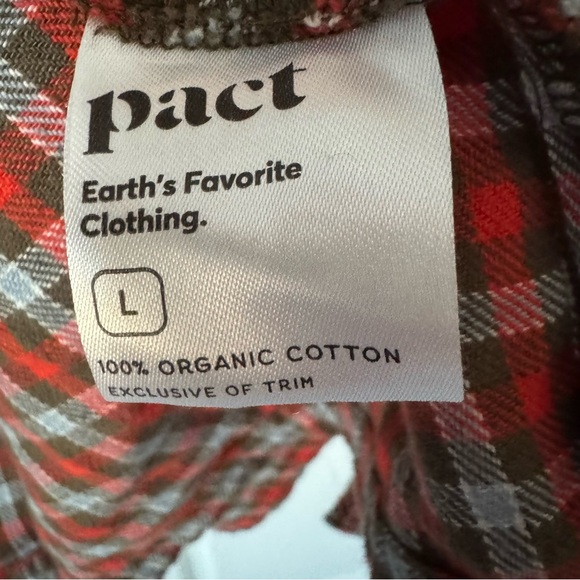 pact
Earth's Favorite
Clothing.
L
100% ORGANIC COTTON
EXCLUSIVE OF TRIM